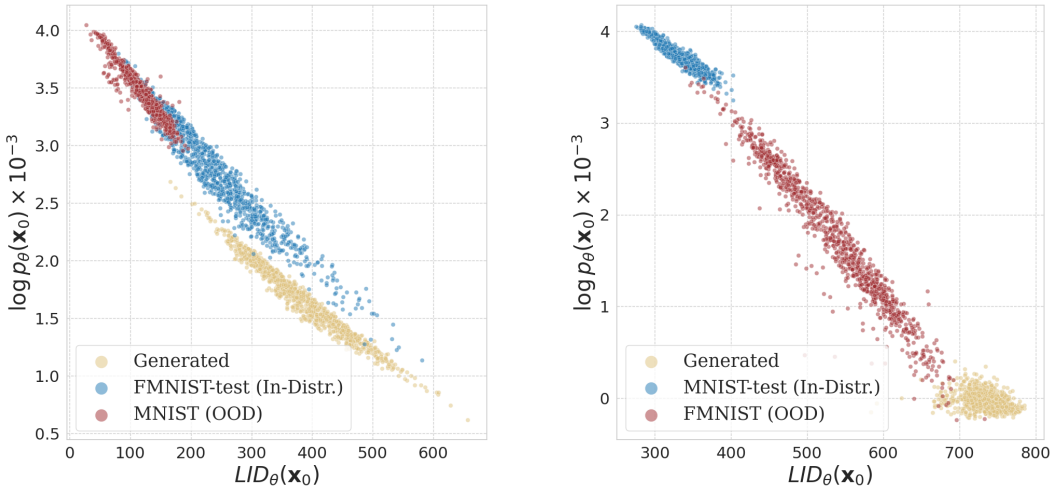 4.0
3.5
3.0
2.5
2.0
1.5
1.0
0.5
log pθ(x₀) × 10⁻³
Generated
FMNIST-test (In-Distr.)
MNIST (OOD)
0 100 200 300 400 500 600
LIDθ(x₀)
4
3
2
1
0
log pθ(x₀) × 10⁻³
Generated
MNIST-test (In-Distr.)
FMNIST (OOD)
300 400 500 600 700 800
LIDθ(x₀)